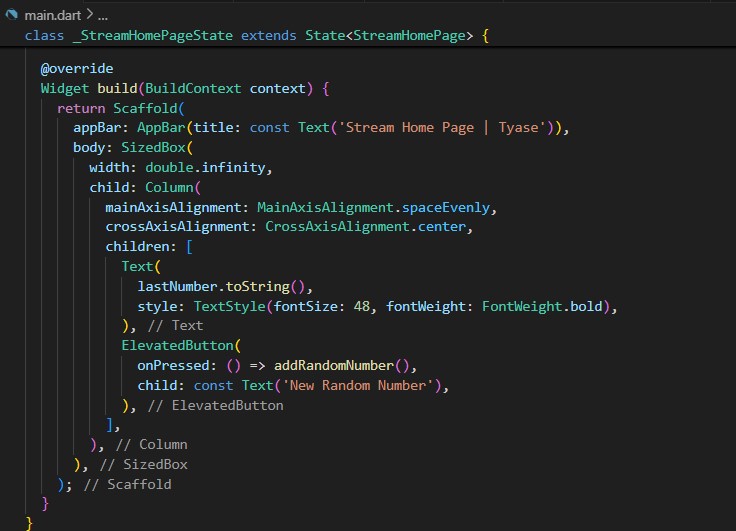 main.dart > ...
class _StreamHomePageState extends State<StreamHomePage> {
@override
Widget build(BuildContext context) {
return Scaffold(
appBar: AppBar(title: const Text('Stream Home Page | Tyase')),
body: SizedBox(
width: double.infinity,
child: Column(
mainAxisAlignment: MainAxisAlignment.spaceEvenly,
crossAxisAlignment: CrossAxisAlignment.center,
children: [
Text(
lastNumber.toString(),
style: TextStyle(fontSize: 48, fontWeight: FontWeight.bold),
), // Text
ElevatedButton(
onPressed: () => addRandomNumber(),
child: const Text('New Random Number'),
), // ElevatedButton
],
), // Column
), // SizedBox
); // Scaffold
}
}